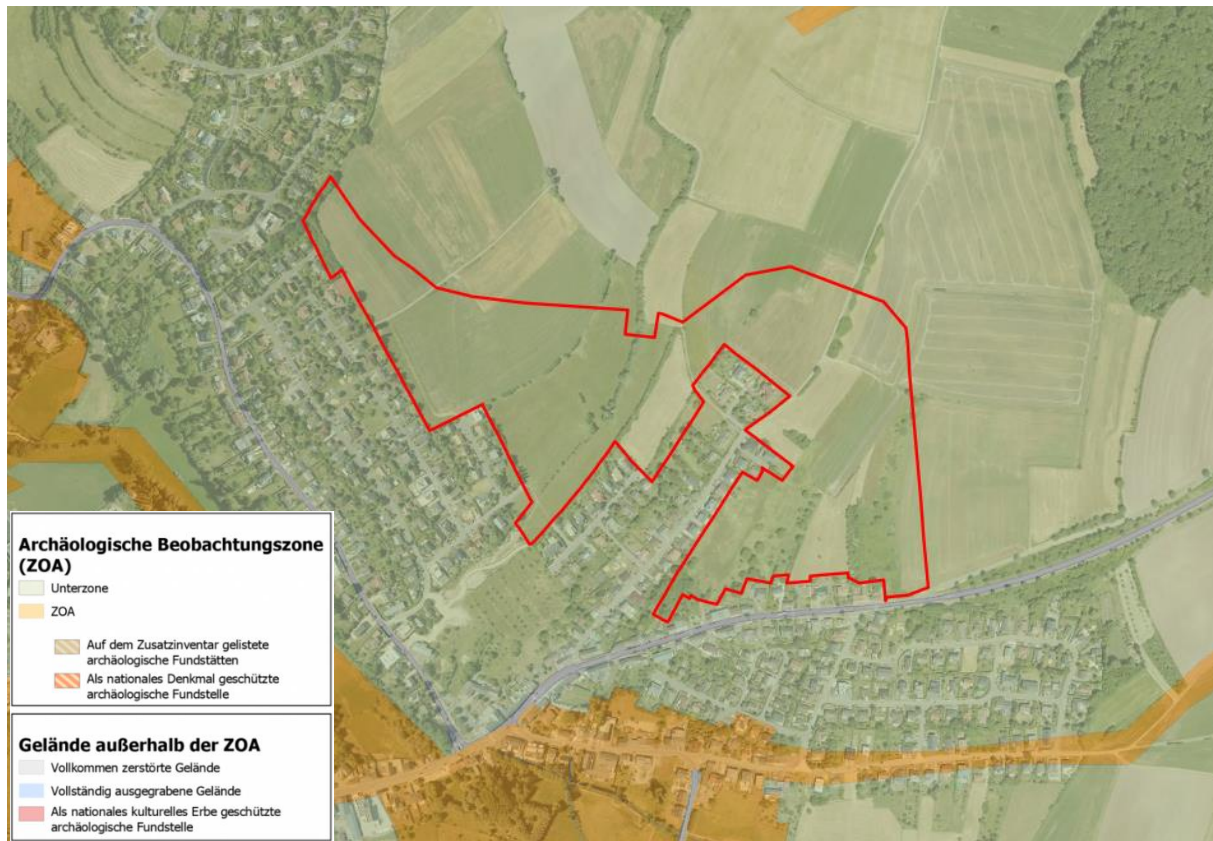 Archäologische Beobachtungszone
(ZOA)
Unterzone
ZOA
Auf dem Zusatzinventar gelistete
archäologische Fundstätten
Als nationales Denkmal geschützte
archäologische Fundstelle
Gelände außerhalb der ZOA
Vollkommen zerstörte Gelände
Vollständig ausgegrabene Gelände
Als nationales kulturelles Erbe geschützte
archäologische Fundstelle